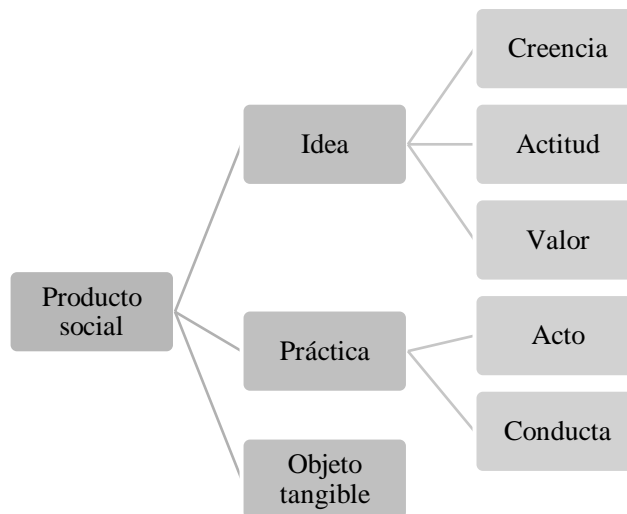 Producto
social
Idea
Creencia
Actitud
Valor
Práctica
Acto
Conducta
Objeto
tangible